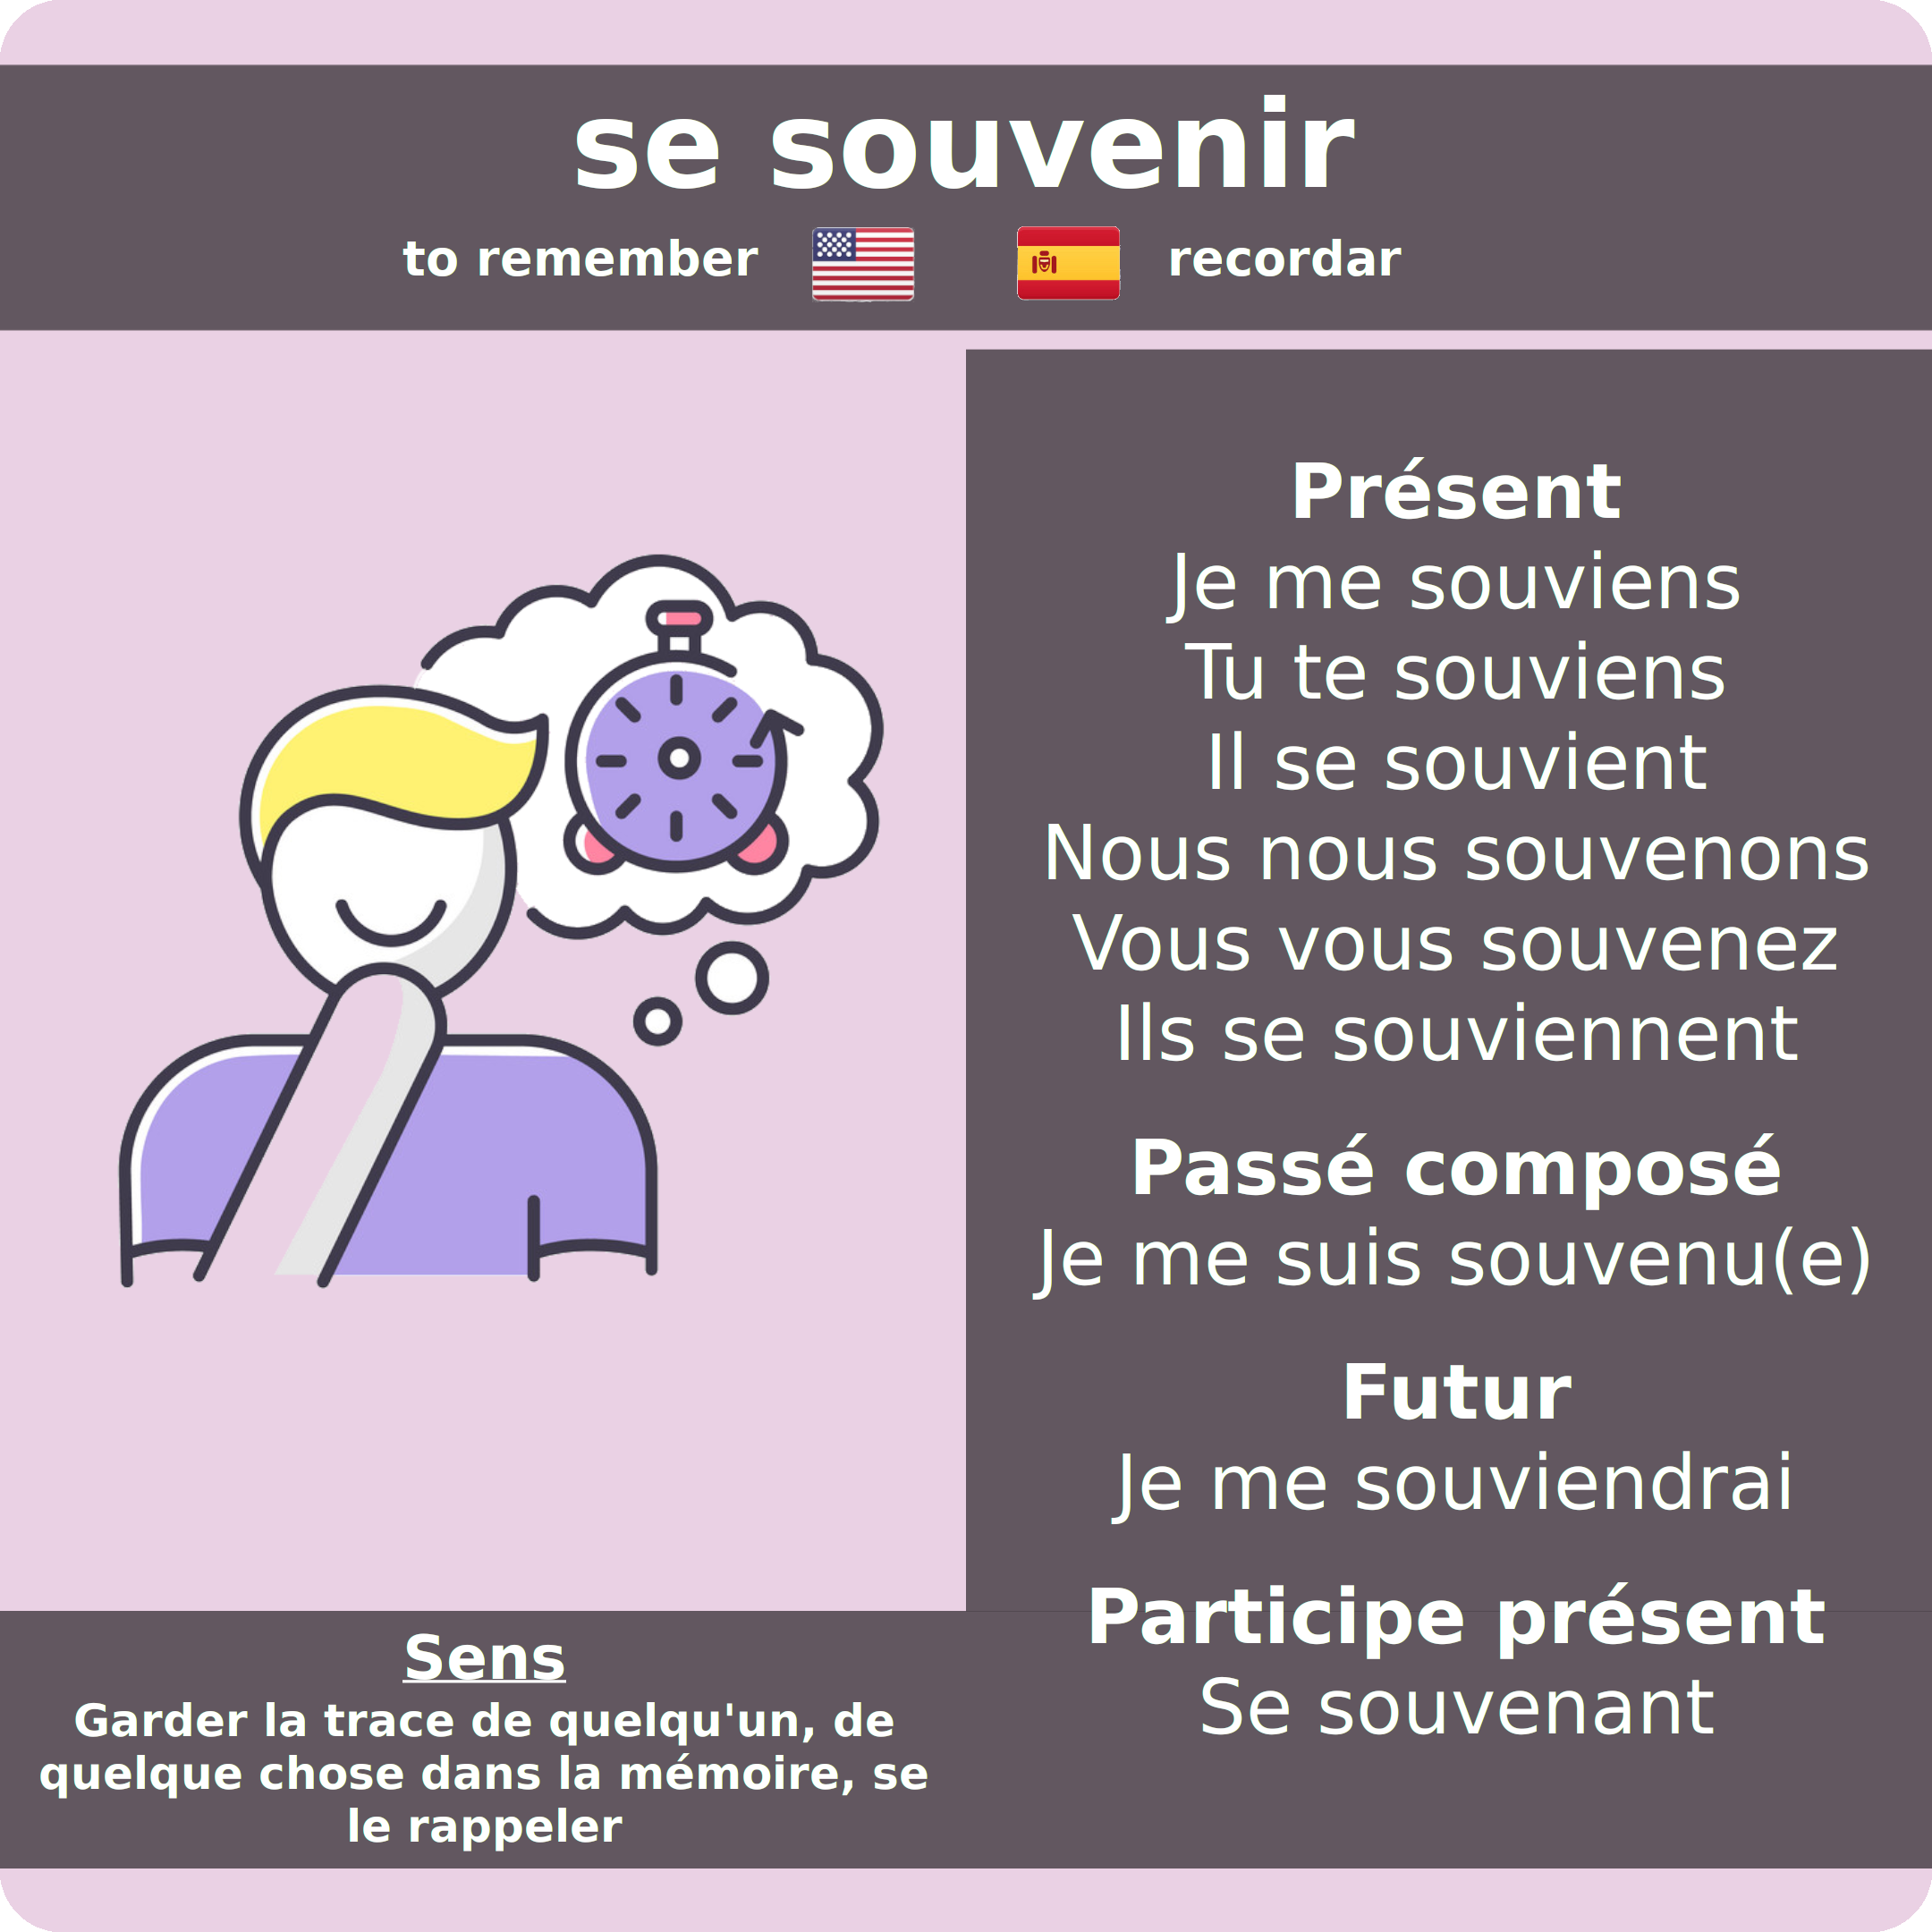 se souvenir
to remember
recordar
Présent
Je me souviens
Tu te souviens
Il se souvient
Nous nous souvenons
Vous vous souvenez
Ils se souviennent
Passé composé
Je me suis souvenu(e)
Futur
Je me souviendrai
Participe présent
Se souvenant
Sens
Garder la trace de quelqu'un, de
quelque chose dans la mémoire, se
le rappeler